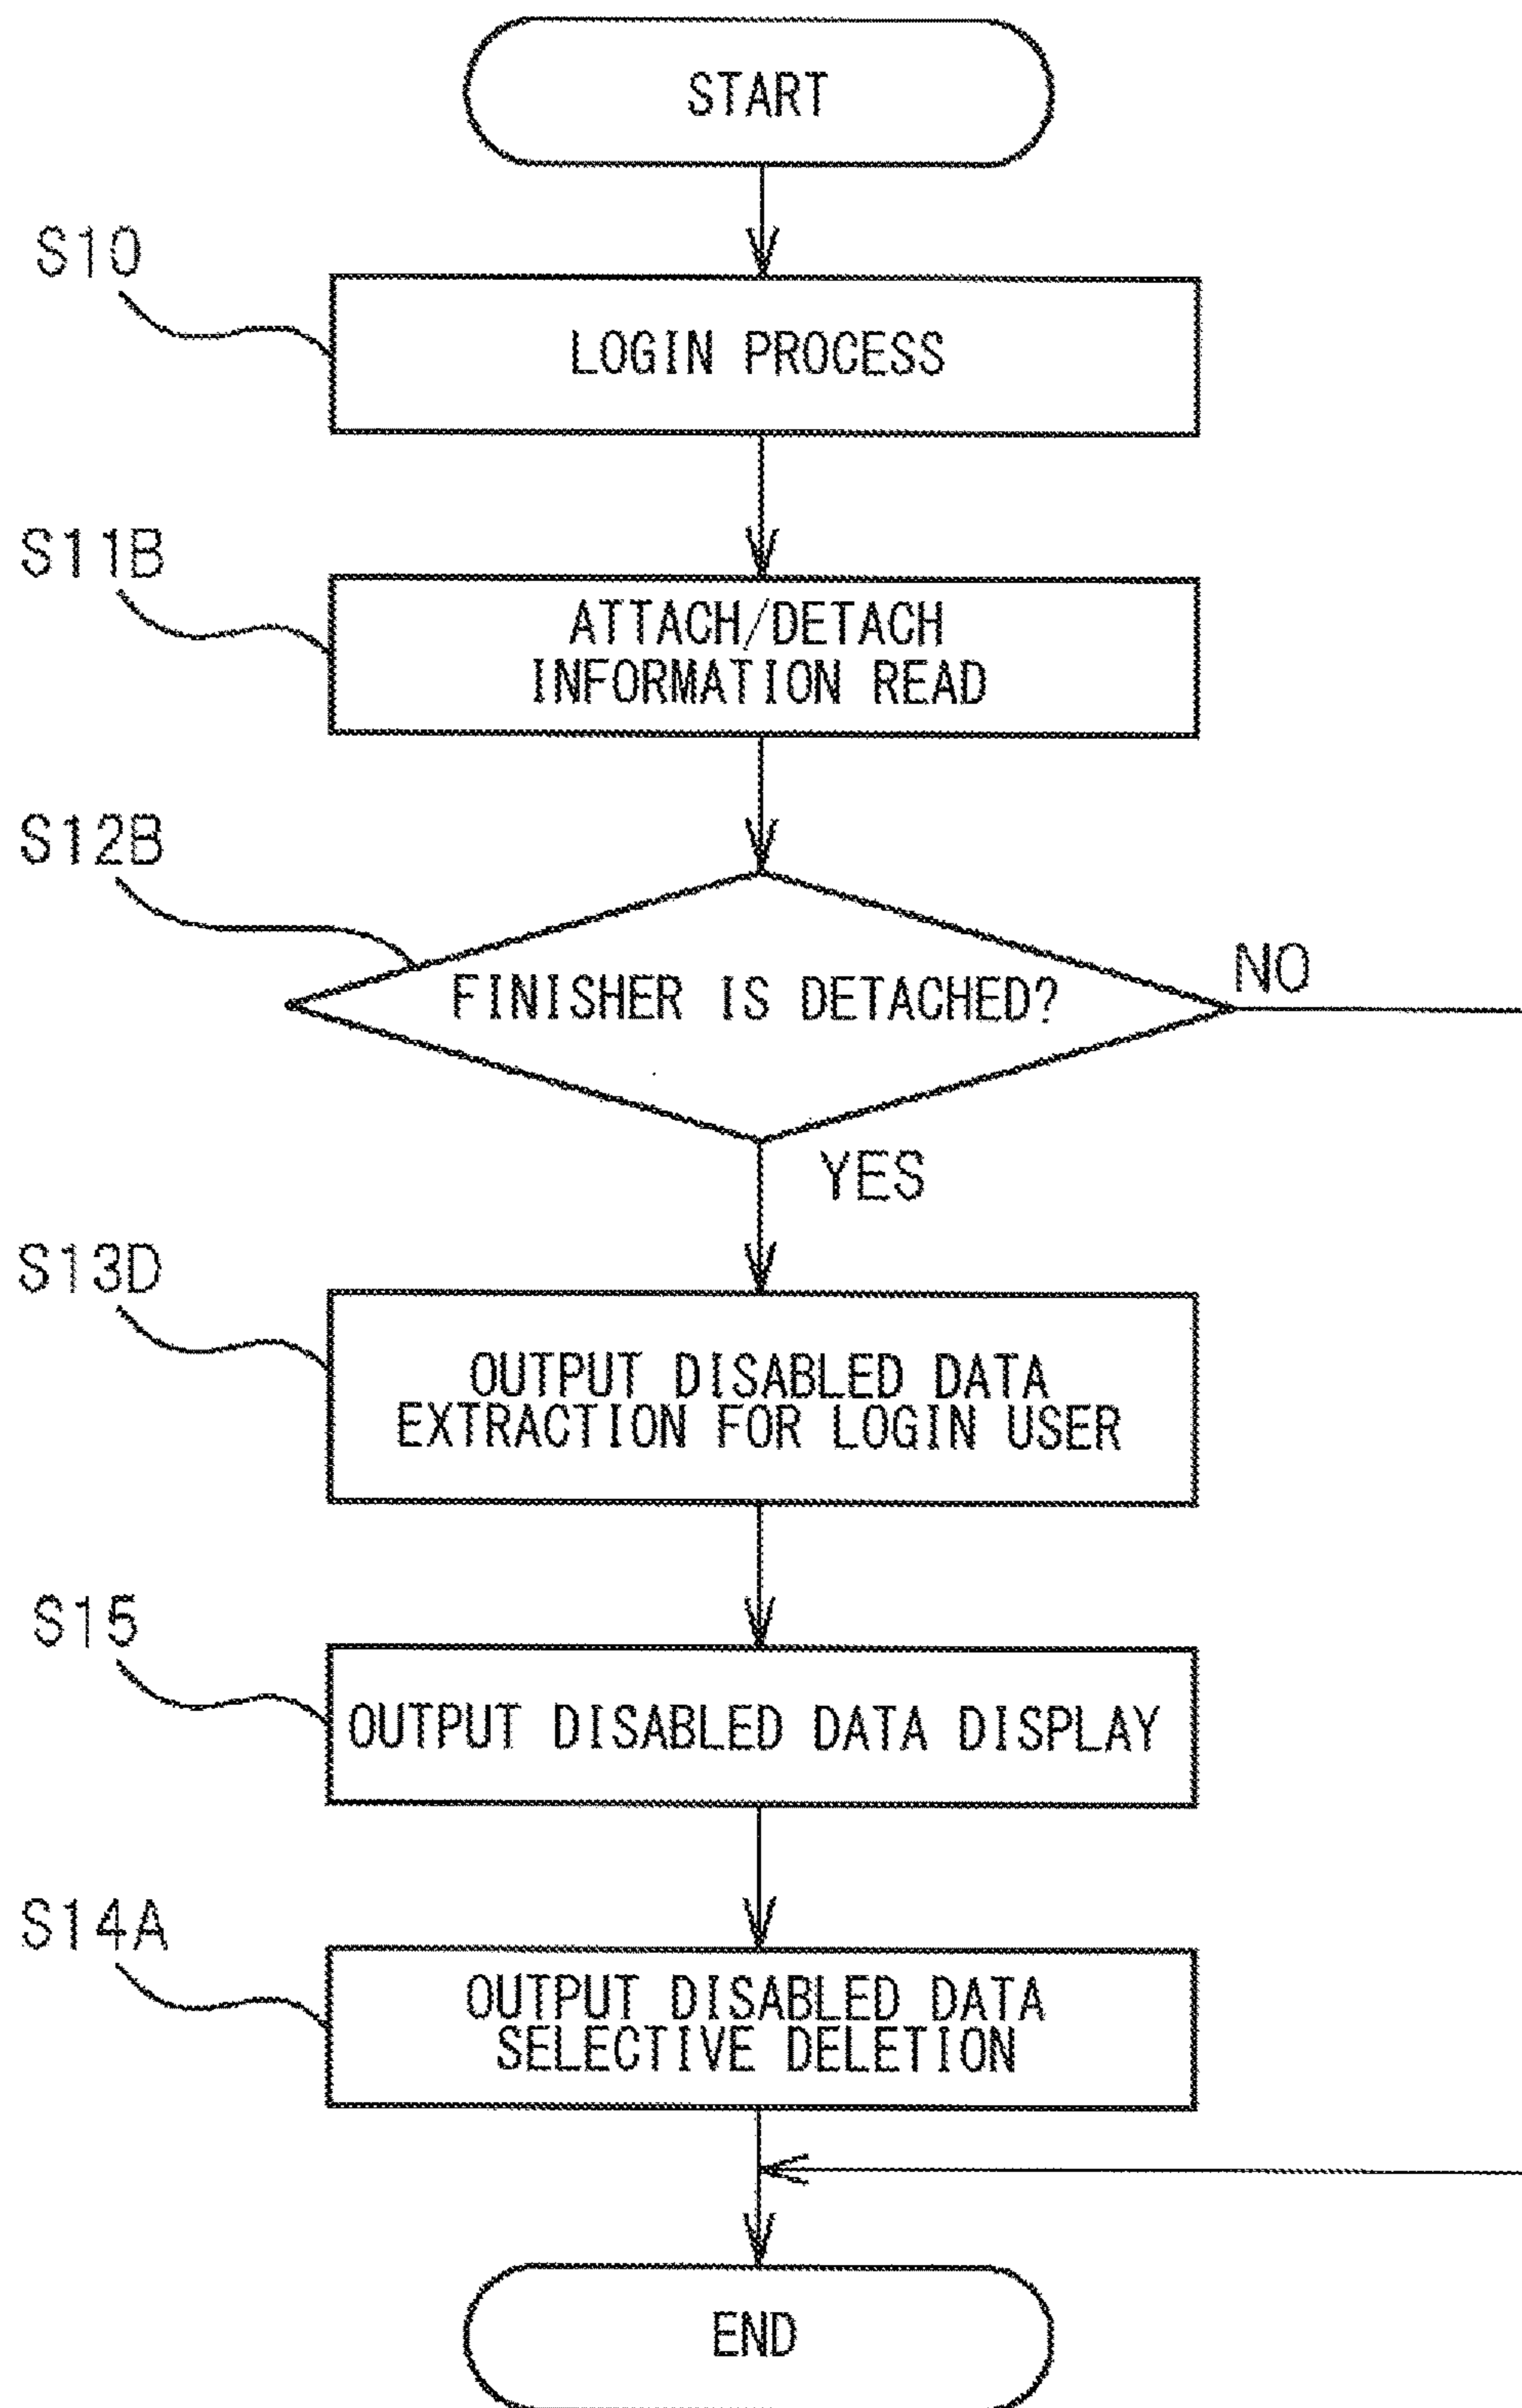 START
S10
LOGIN PROCESS
S11B
ATTACH/DETACH
INFORMATION READ
S12B
FINISHER IS DETACHED?
NO
YES
S13D
OUTPUT DISABLED DATA
EXTRACTION FOR LOGIN USER
S15
OUTPUT DISABLED DATA DISPLAY
S14A
OUTPUT DISABLED DATA
SELECTIVE DELETION
END